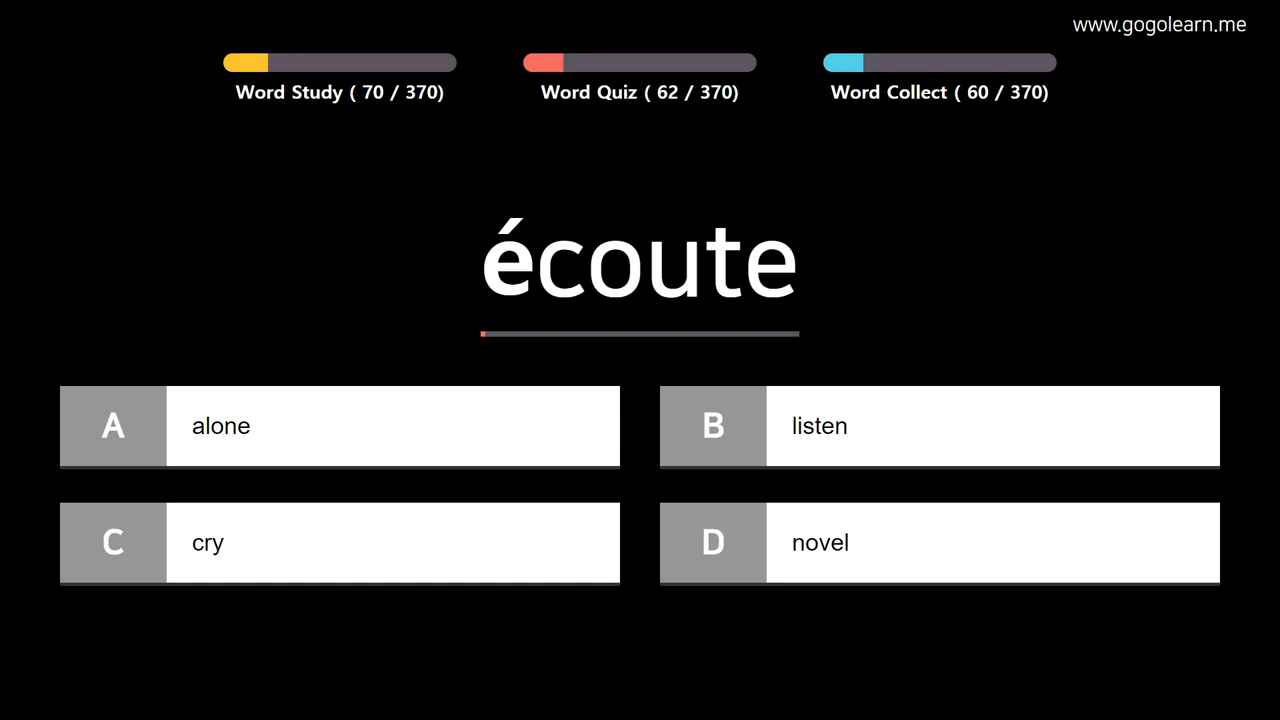 www.gogolearn.me
Word Study ( 70 / 370)
Word Quiz ( 62 / 370)
Word Collect ( 60 / 370)
écoute
A alone
B listen
C cry
D novel